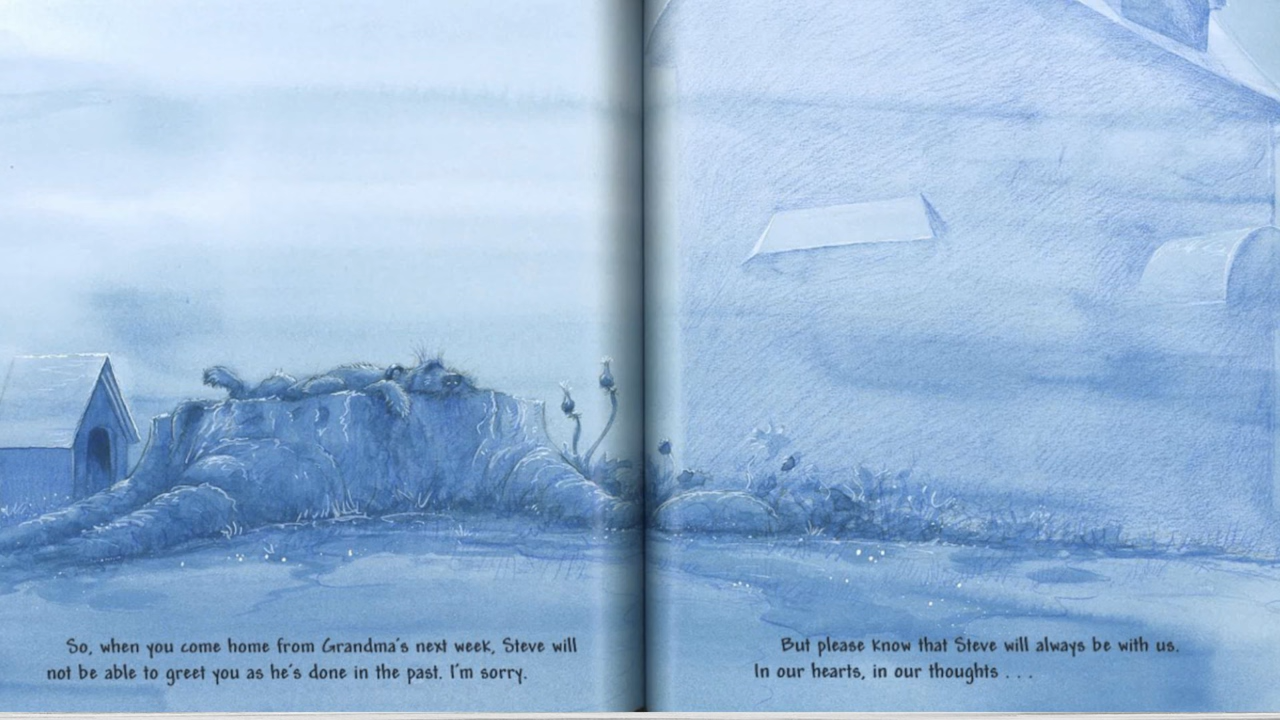 So, when you come home from Grandma's next week, Steve will
not be able to greet you as he's done in the past. I'm sorry.
But please know that Steve will always be with us.
In our hearts, in our thoughts . . .